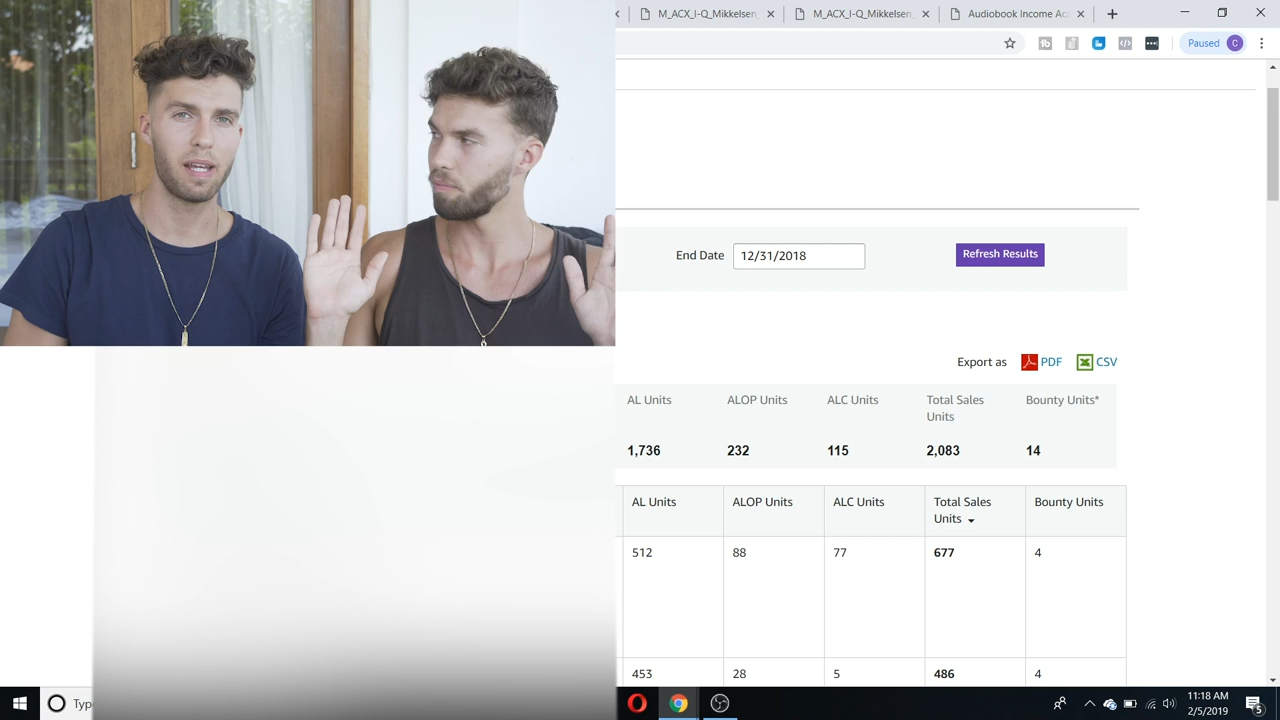 M_ACX_I-Q_Mikkelsen
M_ACX_I-Q_Mikkelsen
Audiobook Income Aca
Paused C
End Date 12/31/2018 Refresh Results
Export as PDF CSV
AL Units ALOP Units ALC Units Total Sales Units Bounty Units*
1,736 232 115 2,083 14
AL Units ALOP Units ALC Units Total Sales Units Bounty Units
512 88 77 677 4
453 28 5 486 4
Typ
11:18 AM
2/5/2019
5